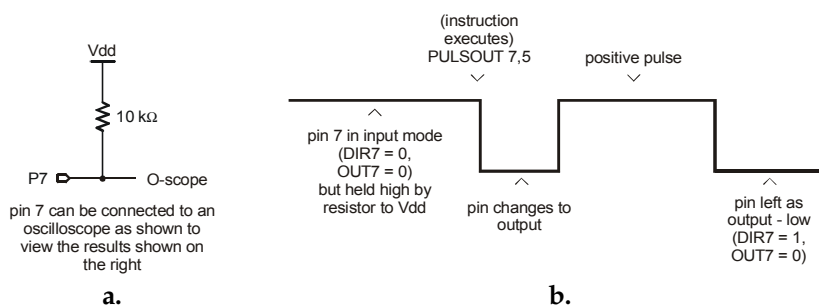 Vdd
10 kΩ
P7
O-scope
pin 7 can be connected to an
oscilloscope as shown to
view the results shown on
the right
a.
(instruction
executes)
PULSOUT 7,5
positive pulse
pin 7 in input mode
(DIR7 = 0,
OUT7 = 0)
but held high by
resistor to Vdd
pin changes to
output
pin left as
output - low
(DIR7 = 1,
OUT7 = 0)
b.